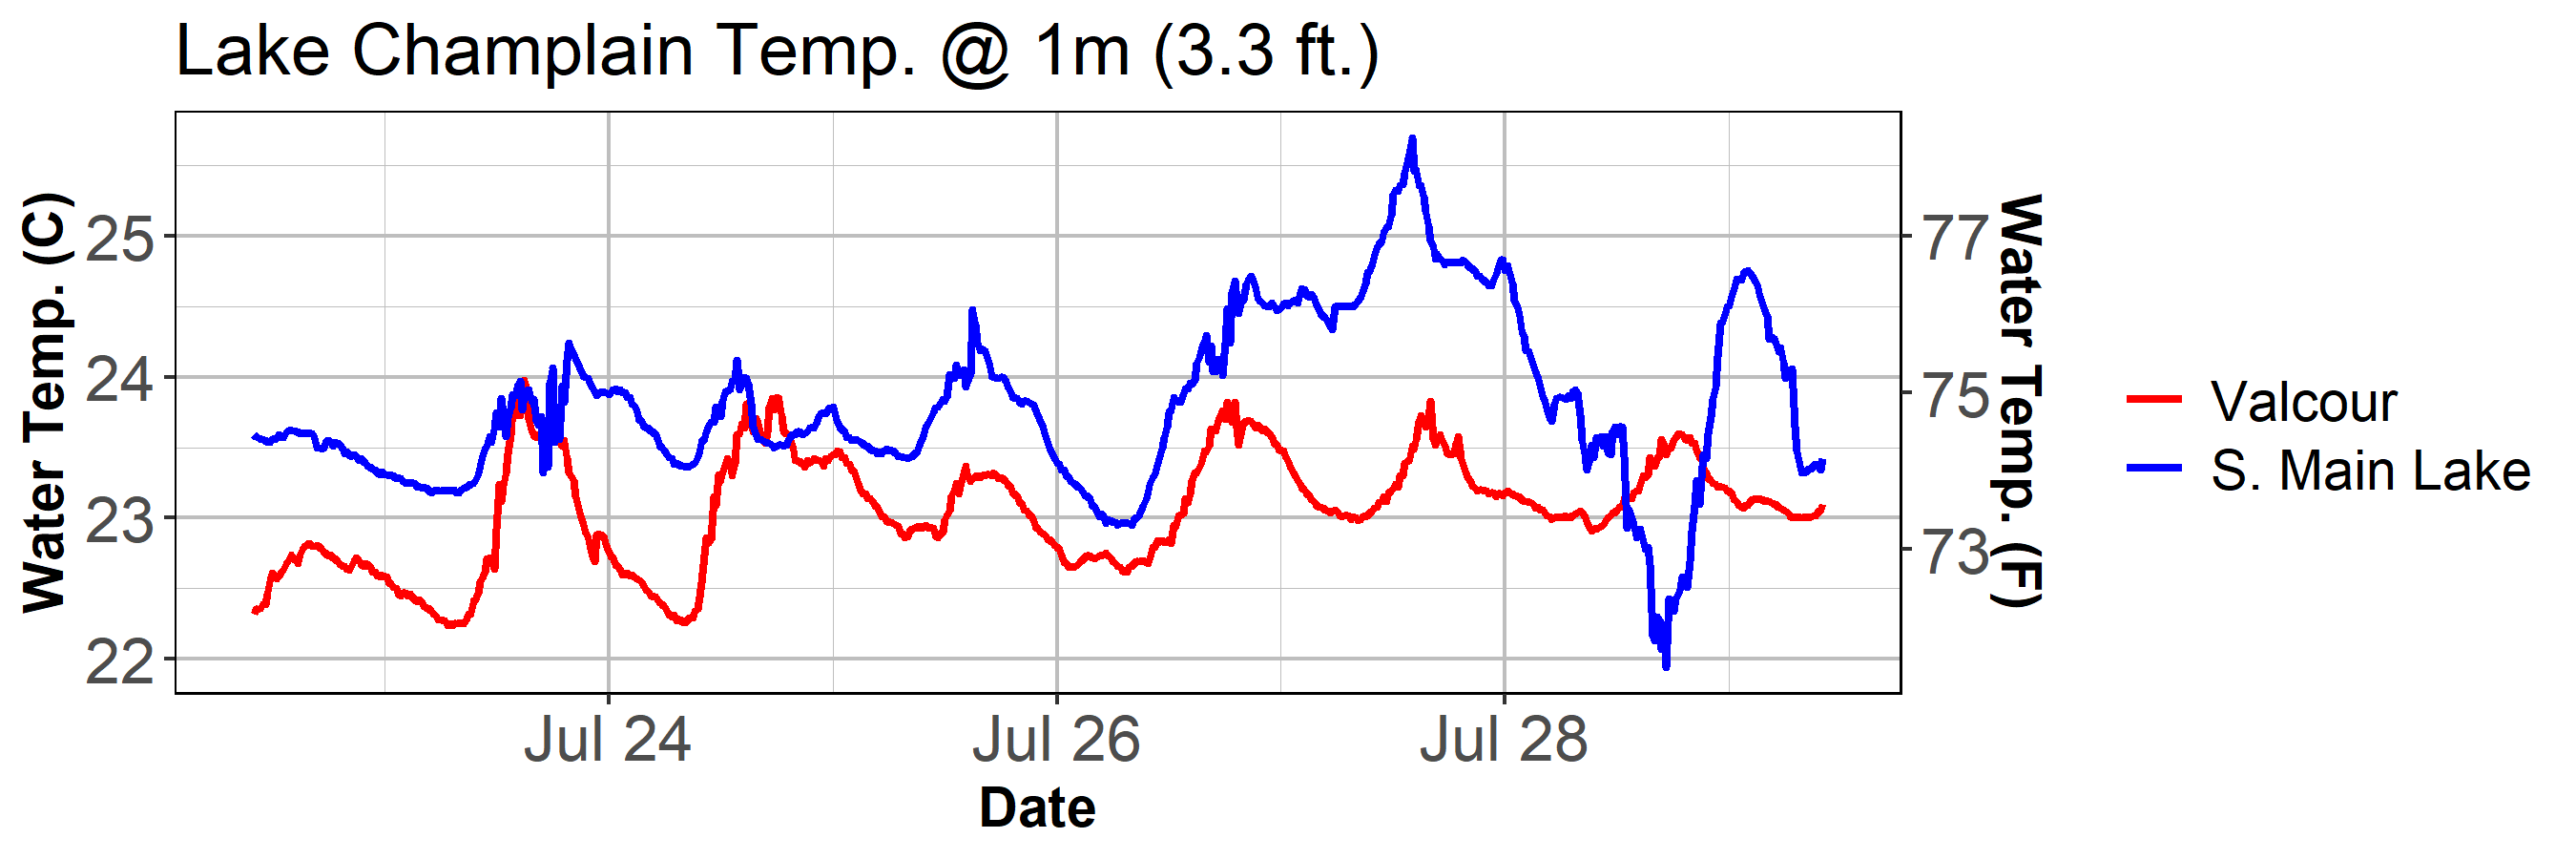 Lake Champlain Temp. @ 1m (3.3 ft.)
Water Temp. (C)
25
24
23
22
77
75
73
Water Temp. (F)
Jul 24
Jul 26
Jul 28
Date
Valcour
S. Main Lake